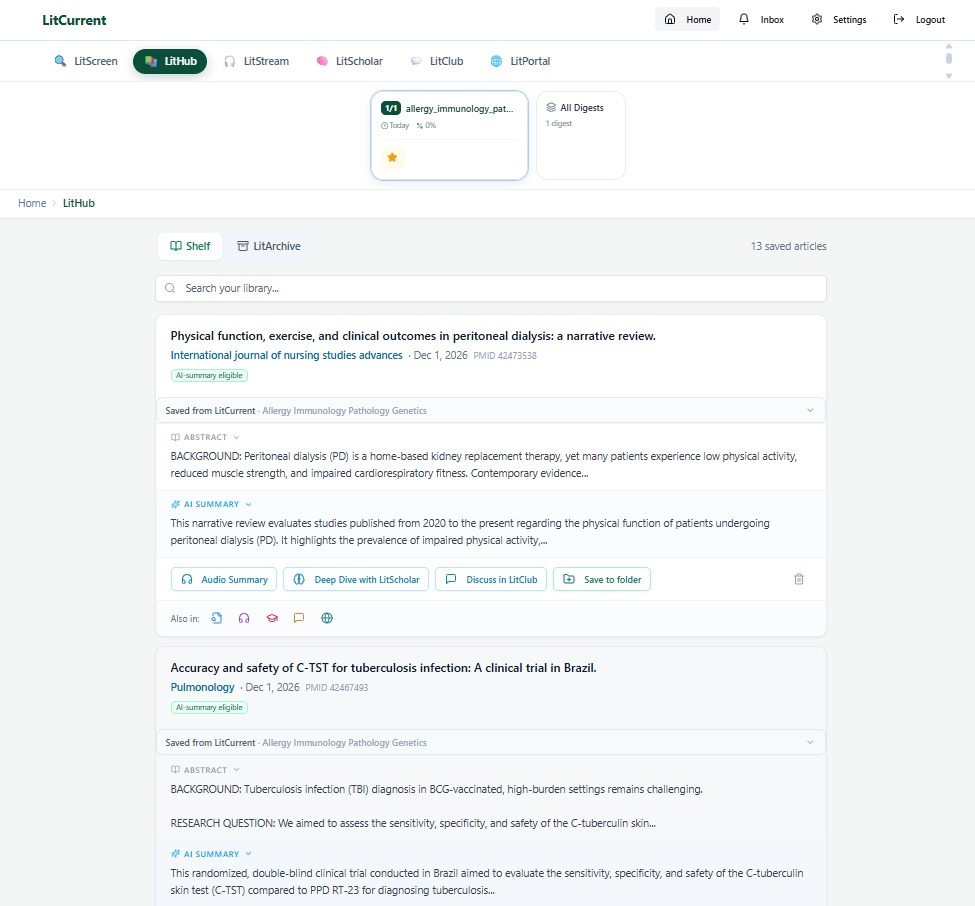 LitCurrent
Home
Inbox
Settings
Logout
LitScreen
LitHub
LitStream
LitScholar
LitClub
LitPortal
1/1 allergy_immunology_pat...
Today 0%
All Digests
1 digest
Home > LitHub
Shelf
LitArchive
13 saved articles
Search your library...
Physical function, exercise, and clinical outcomes in peritoneal dialysis: a narrative review.
International journal of nursing studies advances · Dec 1, 2026 PMID 42473538
AI-summary eligible
Saved from LitCurrent · Allergy Immunology Pathology Genetics
ABSTRACT
BACKGROUND: Peritoneal dialysis (PD) is a home-based kidney replacement therapy, yet many patients experience low physical activity,
reduced muscle strength, and impaired cardiorespiratory fitness. Contemporary evidence...
AI SUMMARY
This narrative review evaluates studies published from 2020 to the present regarding the physical function of patients undergoing
peritoneal dialysis (PD). It highlights the prevalence of impaired physical activity,...
Audio Summary
Deep Dive with LitScholar
Discuss in LitClub
Save to folder
Also in:
Accuracy and safety of C-TST for tuberculosis infection: A clinical trial in Brazil.
Pulmonology · Dec 1, 2026 PMID 42467493
AI-summary eligible
Saved from LitCurrent · Allergy Immunology Pathology Genetics
ABSTRACT
BACKGROUND: Tuberculosis infection (TBI) diagnosis in BCG-vaccinated, high-burden settings remains challenging.
RESEARCH QUESTION: We aimed to assess the sensitivity, specificity, and safety of the C-tuberculin skin...
AI SUMMARY
This randomized, double-blind clinical trial conducted in Brazil aimed to evaluate the sensitivity, specificity, and safety of the C-tuberculin
skin test (C-TST) compared to PPD RT-23 for diagnosing tuberculosis...